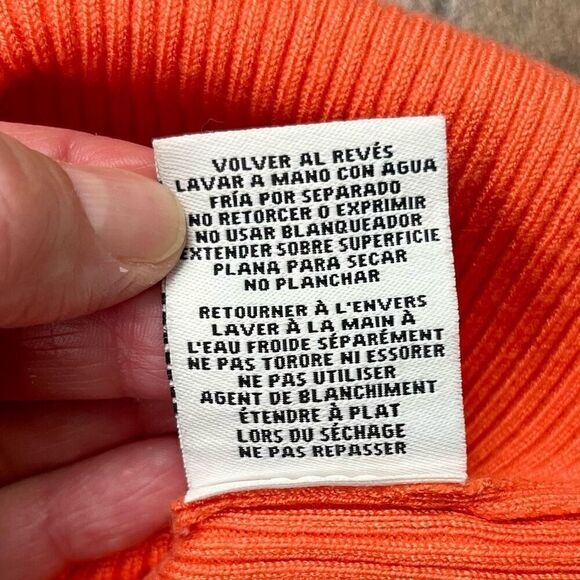 VOLVER AL REVÉS
LAVAR A MANO CON AGUA
FRÍA POR SEPARADO
NO RETORCER O EXPRIMIR
NO USAR BLANQUEADOR
EXTENDER SOBRE SUPERFICIE
PLANA PARA SECAR
NO PLANCHAR
RETOURNER À L'ENVERS
LAVER À LA MAIN À
L'EAU FROIDE SÉPARÉMENT
NE PAS TORORE NI ESSORER
NE PAS UTILISER
AGENT DE BLANCHIMENT
ÉTENDRE À PLAT
LORS DU SÉCHAGE
NE PAS REPASSER